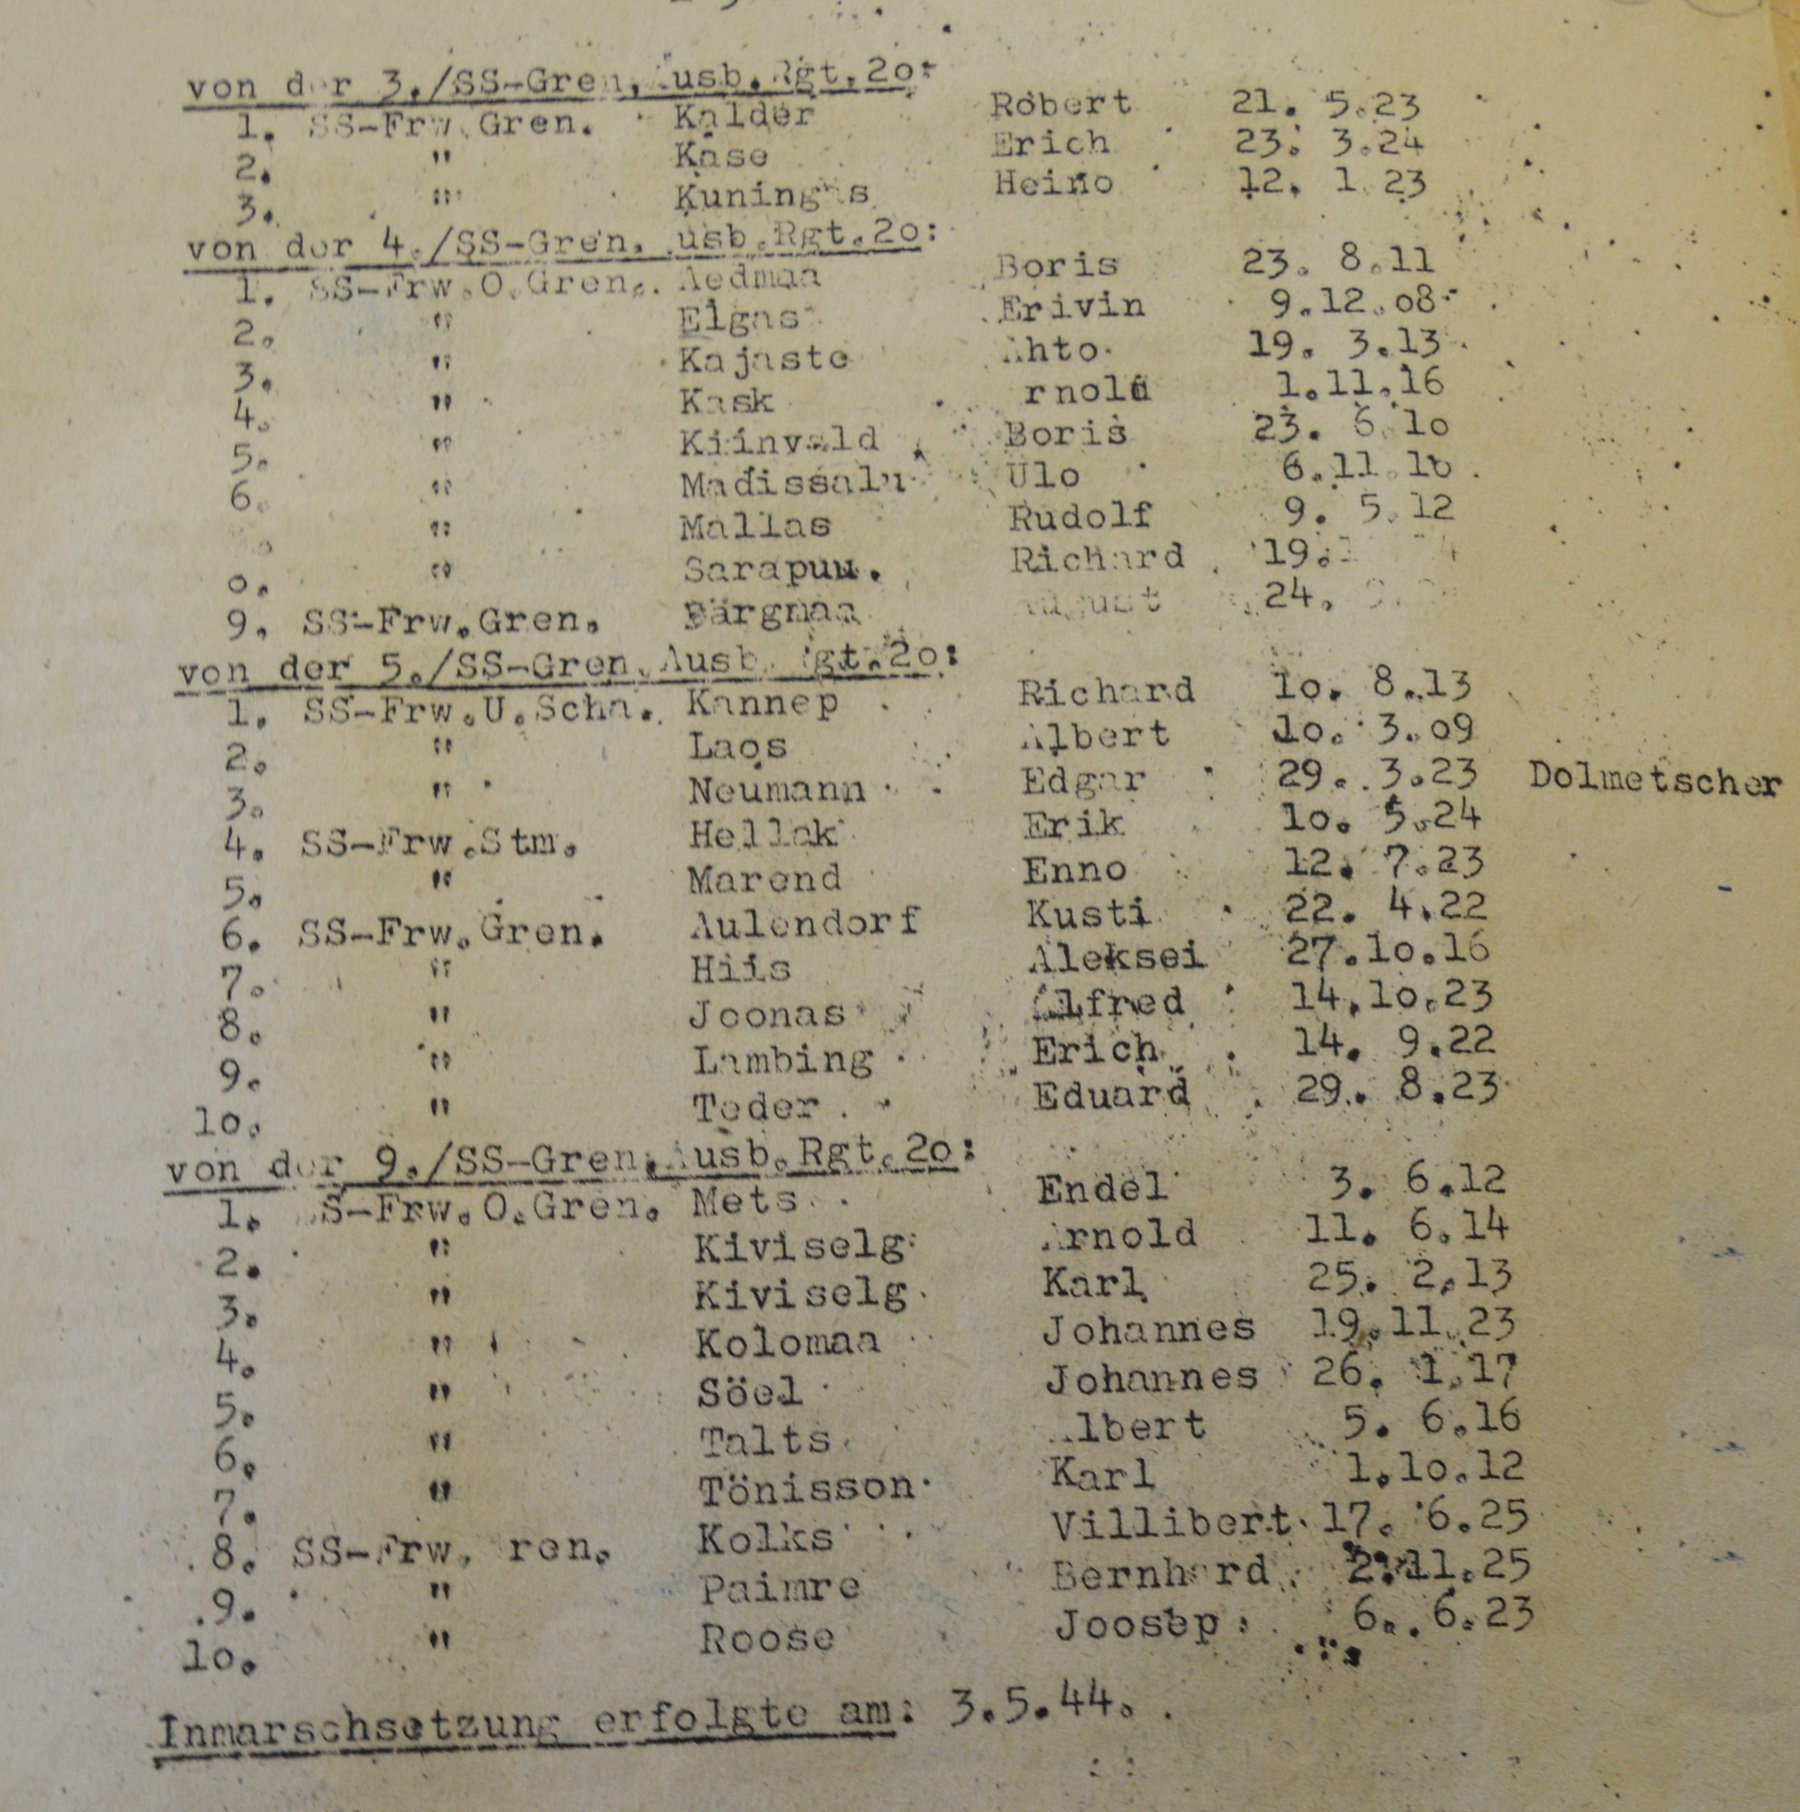 von der 3./SS-Gren.Ausb.Rgt.2o:
1. SS-Frw.Gren. Kalder Robert 21. 5.23
2. " Käse Erich 23. 3.24
3. " Kuningas Heino 12. 1.23
von der 4./SS-Gren.Ausb.Rgt.2o:
1. SS-Frw.O.Gren. Aedmaa Boris 23. 8.11
2. " Elgas Erivin 9.12.o8
3. " Kajaste Ahto 19. 3.13
4. " Kask Arnold 1.11.16
5. " Kiinvald Boris 23. 6.1o
6. " Madissalu Ulo 6.11.
" Mallas Rudolf 9. 5.12
" Sarapuu. Richard 19.
9. SS-Frw.Gren. Pärgmaa August 24.
von der 5./SS-Gren.Ausb.Rgt.2o:
1. SS-Frw.U.Scha. Kannep Richard 1o. 8.13
2. " Laos Albert 1o. 3.o9
3. " Neumann Edgar 29. 3.23 Dolmetscher
4. SS-Frw.Stm. Hellak Erik 1o. 5.24
5. " Marend Enno 12. 7.23
6. SS-Frw.Gren. Aulendorf Kusti 22. 4.22
7. " Hiis Aleksei 27.1o.16
8. " Joonas Alfred 14.1o.23
9. " Lambing Erich 14. 9.22
1o. " Teder Eduard 29. 8.23
von der 9./SS-Gren.Ausb.Rgt.2o:
1. SS-Frw.O.Gren. Mets Endel 3. 6.12
2. " Kiviselg Arnold 11. 6.14
3. " Kiviselg Karl 25. 2.13
4. " Kolomaa Johannes 19.11.23
5. " Söel Johannes 26. 1.17
6. " Talts Albert 5. 6.16
7. " Tönisson Karl 1.1o.12
8. SS-Frw.Gren. Kolks Villibert 17. 6.25
9. " Paimre Bernhard 2.11.25
1o. " Roose Joosep 6. 6.23
Inmarschsetzung erfolgte am: 3.5.44.